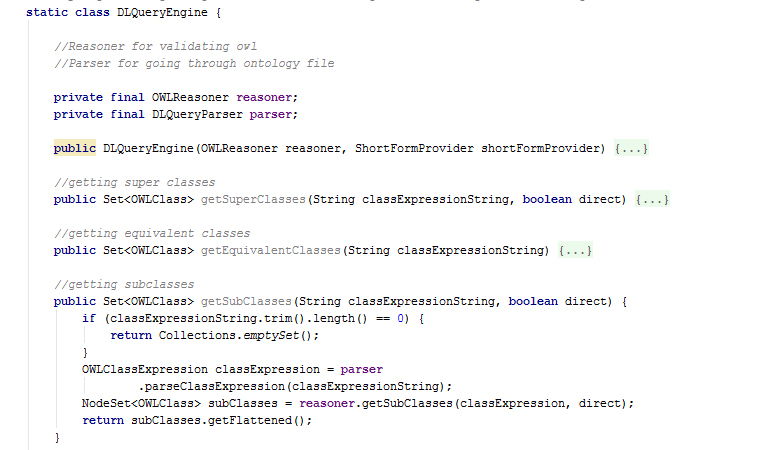 static class DLQueryEngine {
//Reasoner for validating owl
//Parser for going through ontology file
private final OWLReasoner reasoner;
private final DLQueryParser parser;
public DLQueryEngine(OWLReasoner reasoner, ShortFormProvider shortFormProvider) {...}
//getting super classes
public Set<OWLClass> getSuperClasses(String classExpressionString, boolean direct) {...}
//getting equivalent classes
public Set<OWLClass> getEquivalentClasses(String classExpressionString) {...}
//getting subclasses
public Set<OWLClass> getSubClasses(String classExpressionString, boolean direct) {
if (classExpressionString.trim().length() == 0) {
return Collections.emptySet();
}
OWLClassExpression classExpression = parser
.parseClassExpression(classExpressionString);
NodeSet<OWLClass> subClasses = reasoner.getSubClasses(classExpression, direct);
return subClasses.getFlattened();
}